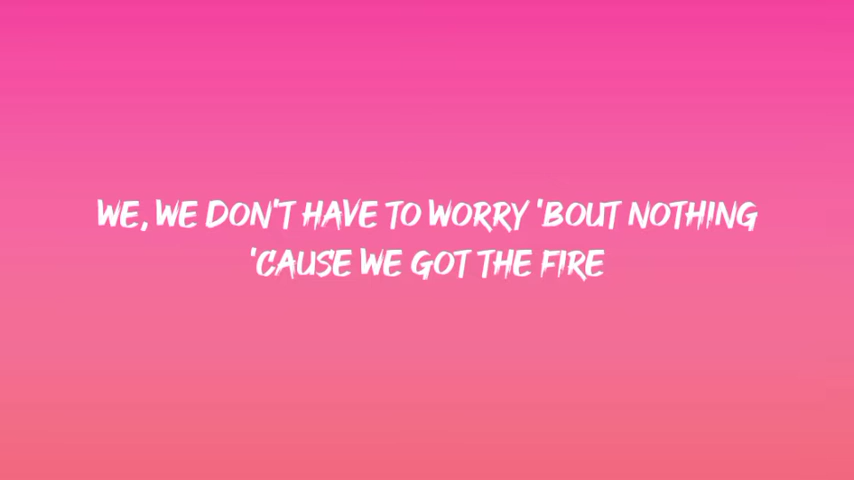 WE, WE DON'T HAVE TO WORRY 'BOUT NOTHING
'CAUSE WE GOT THE FIRE